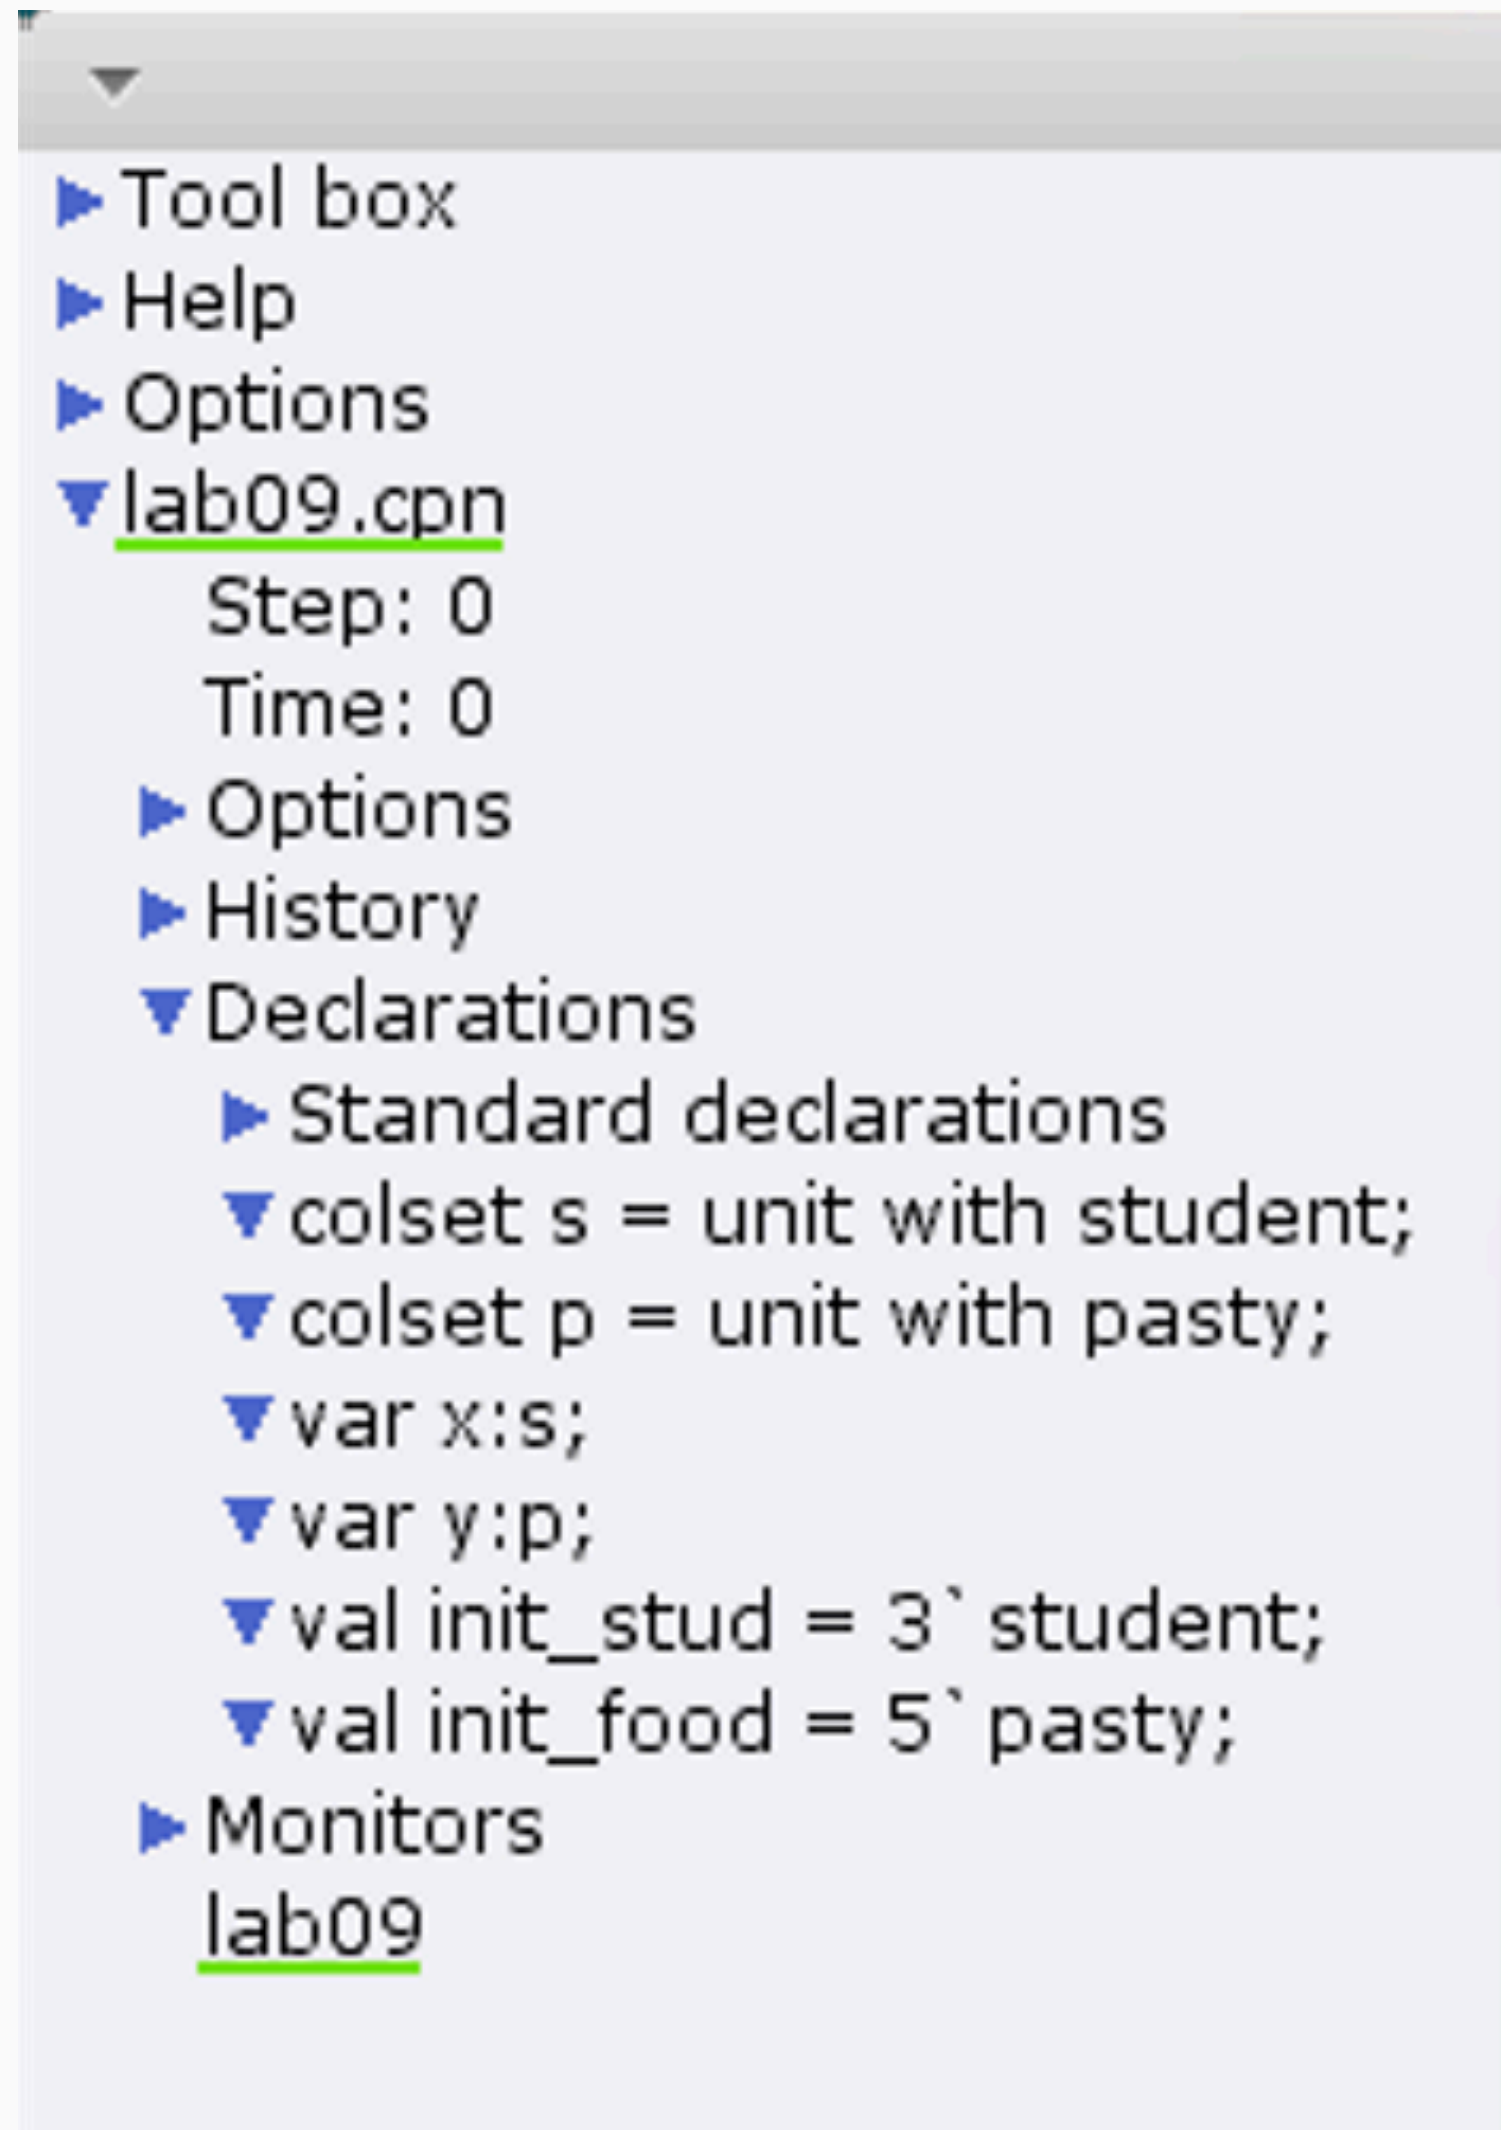 Tool box
Help
Options
lab09.cpn
Step: 0
Time: 0
Options
History
Declarations
Standard declarations
colset s = unit with student;
colset p = unit with pasty;
var x:s;
var y:p;
val init_stud = 3`student;
val init_food = 5`pasty;
Monitors
lab09